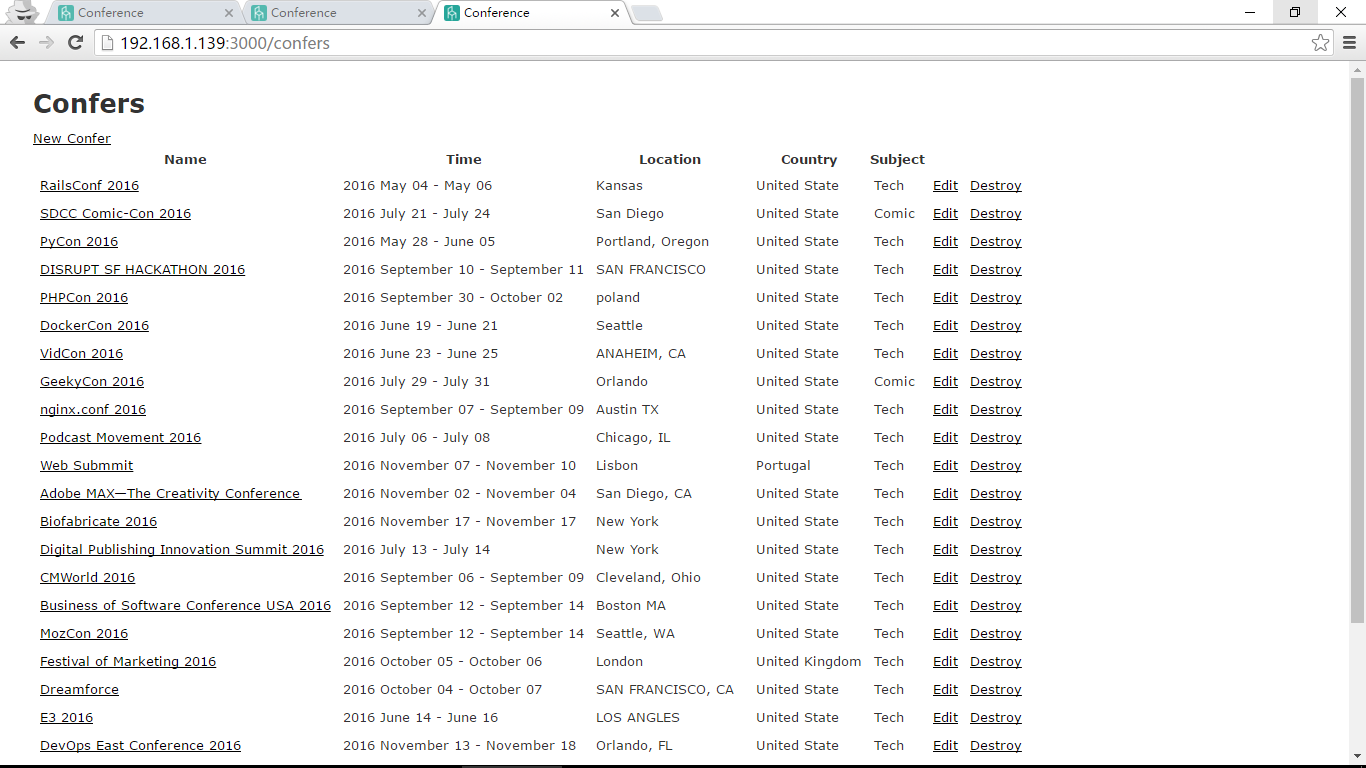 Conference Conference Conference
192.168.1.139:3000/confers
Confers
New Confer
Name Time Location Country Subject
RailsConf 2016 2016 May 04 - May 06 Kansas United State Tech Edit Destroy
SDCC Comic-Con 2016 2016 July 21 - July 24 San Diego United State Comic Edit Destroy
PyCon 2016 2016 May 28 - June 05 Portland, Oregon United State Tech Edit Destroy
DISRUPT SF HACKATHON 2016 2016 September 10 - September 11 SAN FRANCISCO United State Tech Edit Destroy
PHPCon 2016 2016 September 30 - October 02 poland United State Tech Edit Destroy
DockerCon 2016 2016 June 19 - June 21 Seattle United State Tech Edit Destroy
VidCon 2016 2016 June 23 - June 25 ANAHEIM, CA United State Tech Edit Destroy
GeekyCon 2016 2016 July 29 - July 31 Orlando United State Comic Edit Destroy
nginx.conf 2016 2016 September 07 - September 09 Austin TX United State Tech Edit Destroy
Podcast Movement 2016 2016 July 06 - July 08 Chicago, IL United State Tech Edit Destroy
Web Submmit 2016 November 07 - November 10 Lisbon Portugal Tech Edit Destroy
Adobe MAX—The Creativity Conference 2016 November 02 - November 04 San Diego, CA United State Tech Edit Destroy
Biofabricate 2016 2016 November 17 - November 17 New York United State Tech Edit Destroy
Digital Publishing Innovation Summit 2016 2016 July 13 - July 14 New York United State Tech Edit Destroy
CMWorld 2016 2016 September 06 - September 09 Cleveland, Ohio United State Tech Edit Destroy
Business of Software Conference USA 2016 2016 September 12 - September 14 Boston MA United State Tech Edit Destroy
MozCon 2016 2016 September 12 - September 14 Seattle, WA United State Tech Edit Destroy
Festival of Marketing 2016 2016 October 05 - October 06 London United Kingdom Tech Edit Destroy
Dreamforce 2016 October 04 - October 07 SAN FRANCISCO, CA United State Tech Edit Destroy
E3 2016 2016 June 14 - June 16 LOS ANGLES United State Tech Edit Destroy
DevOps East Conference 2016 2016 November 13 - November 18 Orlando, FL United State Tech Edit Destroy